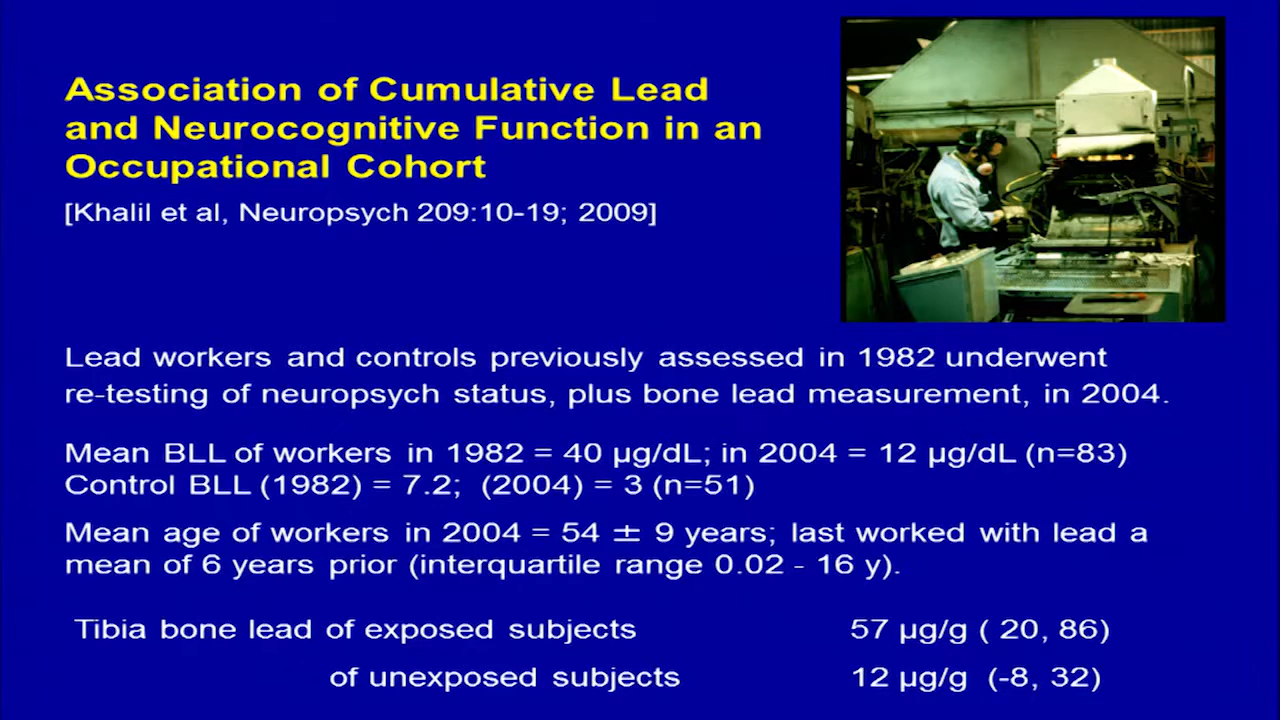 Association of Cumulative Lead
and Neurocognitive Function in an
Occupational Cohort
[Khalil et al, Neuropsych 209:10-19; 2009]
Lead workers and controls previously assessed in 1982 underwent
re-testing of neuropsych status, plus bone lead measurement, in 2004.
Mean BLL of workers in 1982 = 40 µg/dL; in 2004 = 12 µg/dL (n=83)
Control BLL (1982) = 7.2; (2004) = 3 (n=51)
Mean age of workers in 2004 = 54 ± 9 years; last worked with lead a
mean of 6 years prior (interquartile range 0.02 - 16 y).
Tibia bone lead of exposed subjects 57 µg/g ( 20, 86)
of unexposed subjects 12 µg/g (-8, 32)